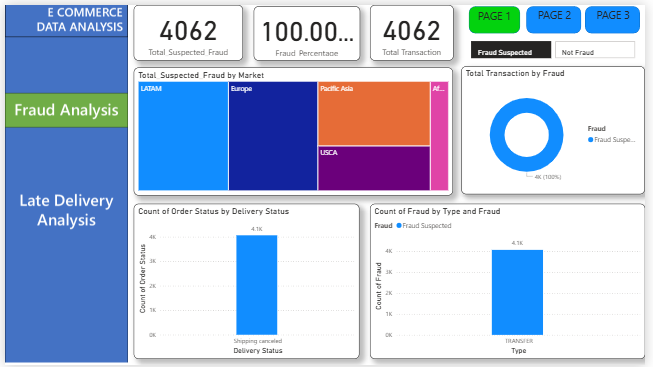 E COMMERCE
DATA ANALYSIS
Fraud Analysis
Late Delivery
Analysis
4062
Total_Suspected_Fraud
100.00...
Fraud Percentage
4062
Total Transaction
PAGE 1
PAGE 2
PAGE 3
Fraud Suspected
Not Fraud
Total_Suspected_Fraud by Market
LATAM
Europe
Pacific Asia
Af...
USCA
Total Transaction by Fraud
Fraud
Fraud Suspe...
4K (100%)
Count of Order Status by Delivery Status
4.1K
4K
3K
2K
1K
0K
Count of Order Status
Shipping canceled
Delivery Status
Count of Fraud by Type and Fraud
Fraud Fraud Suspected
4.1K
4K
3K
2K
1K
0K
Count of Fraud
TRANSFER
Type